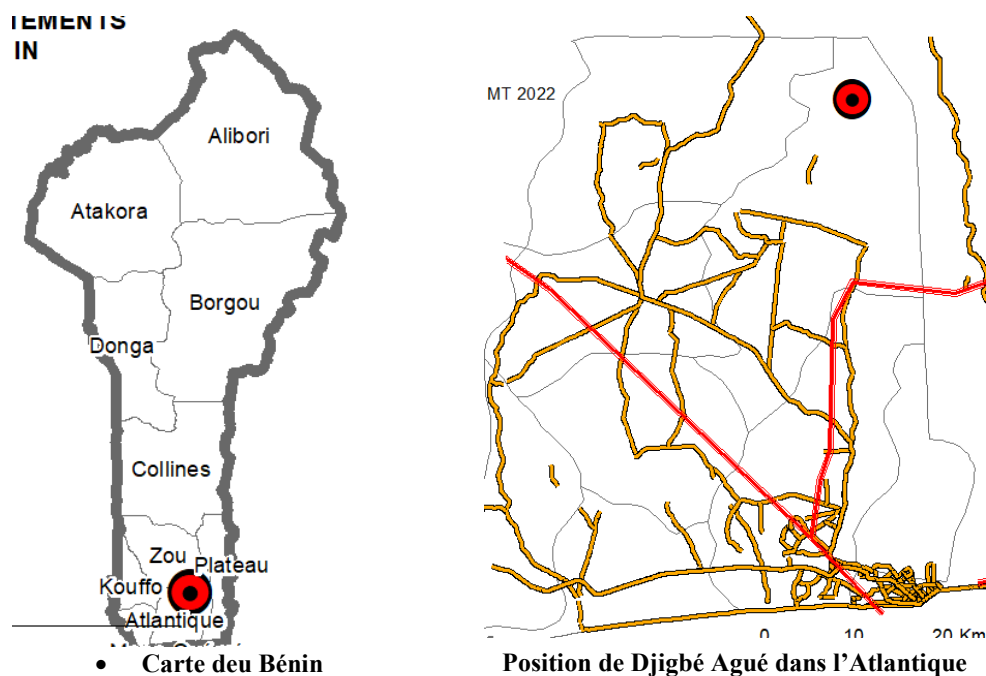 TEMENTS
IN
Alibori
Atakora
Borgou
Donga
Collines
Zou
Plateau
Kouffo
Atlantique
MT 2022
0 10 20 Km
• Carte deu Bénin
Position de Djigbé Agué dans l'Atlantique